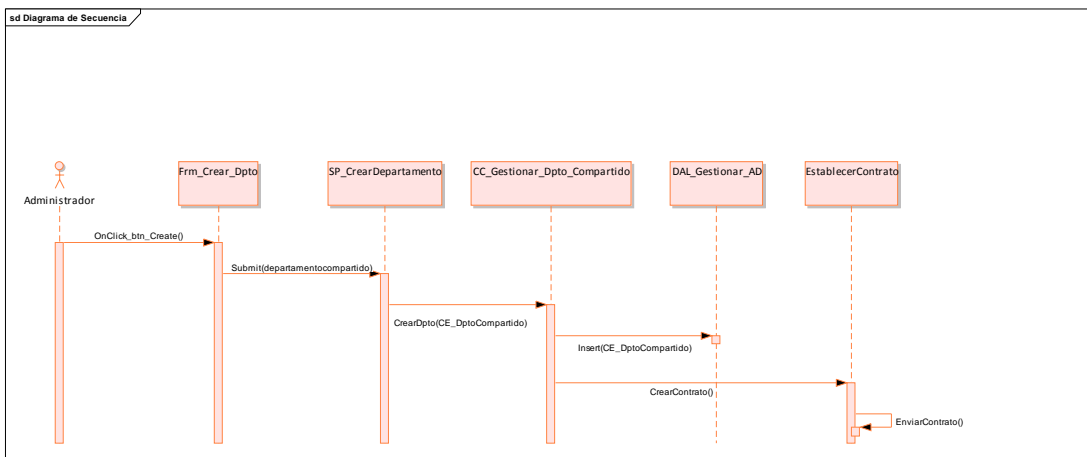 sd Diagrama de Secuencia
Administrador
Frm_Crear_Dpto
SP_CrearDepartamento
CC_Gestionar_Dpto_Compartido
DAL_Gestionar_AD
EstablecerContrato
OnClick_btn_Create()
Submit(departamentocompartido)
CrearDpto(CE_DptoCompartido)
Insert(CE_DptoCompartido)
CrearContrato()
EnviarContrato()